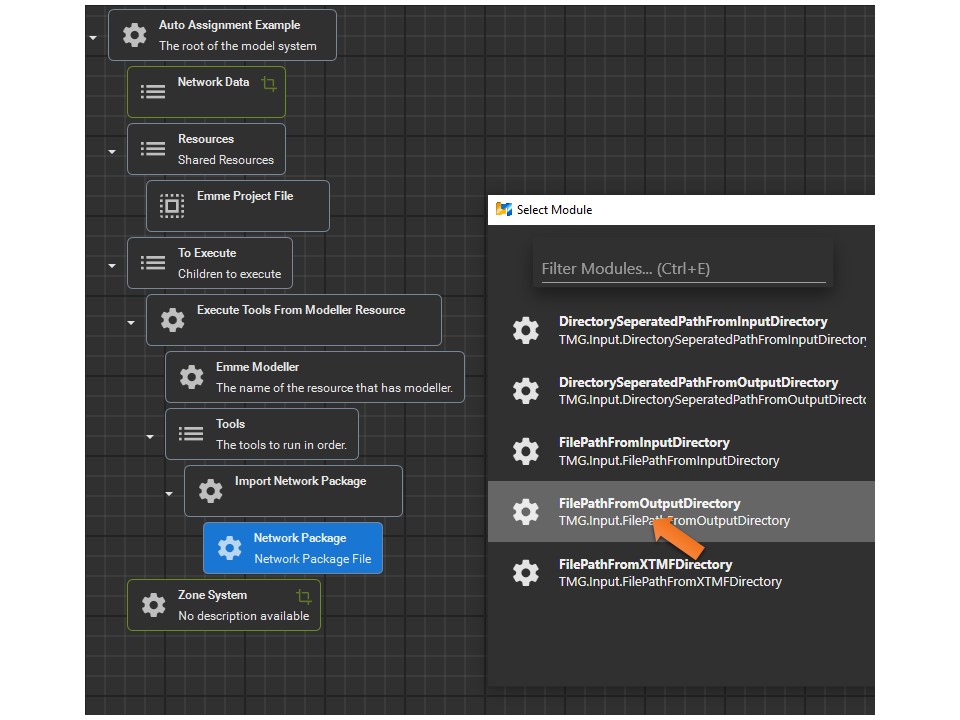 Auto Assignment Example
The root of the model system
Network Data
Resources
Shared Resources
Emme Project File
To Execute
Children to execute
Execute Tools From Modeller Resource
Emme Modeller
The name of the resource that has modeller.
Tools
The tools to run in order.
Import Network Package
Network Package
Network Package File
Zone System
No description available
Select Module
Filter Modules... (Ctrl+E)
DirectorySeperatedPathFromInputDirectory
TMG.Input.DirectorySeperatedPathFromInputDirectory
DirectorySeperatedPathFromOutputDirectory
TMG.Input.DirectorySeperatedPathFromOutputDirecto
FilePathFromInputDirectory
TMG.Input.FilePathFromInputDirectory
FilePathFromOutputDirectory
TMG.Input.FilePathFromOutputDirectory
FilePathFromXTMFDirectory
TMG.Input.FilePathFromXTMFDirectory